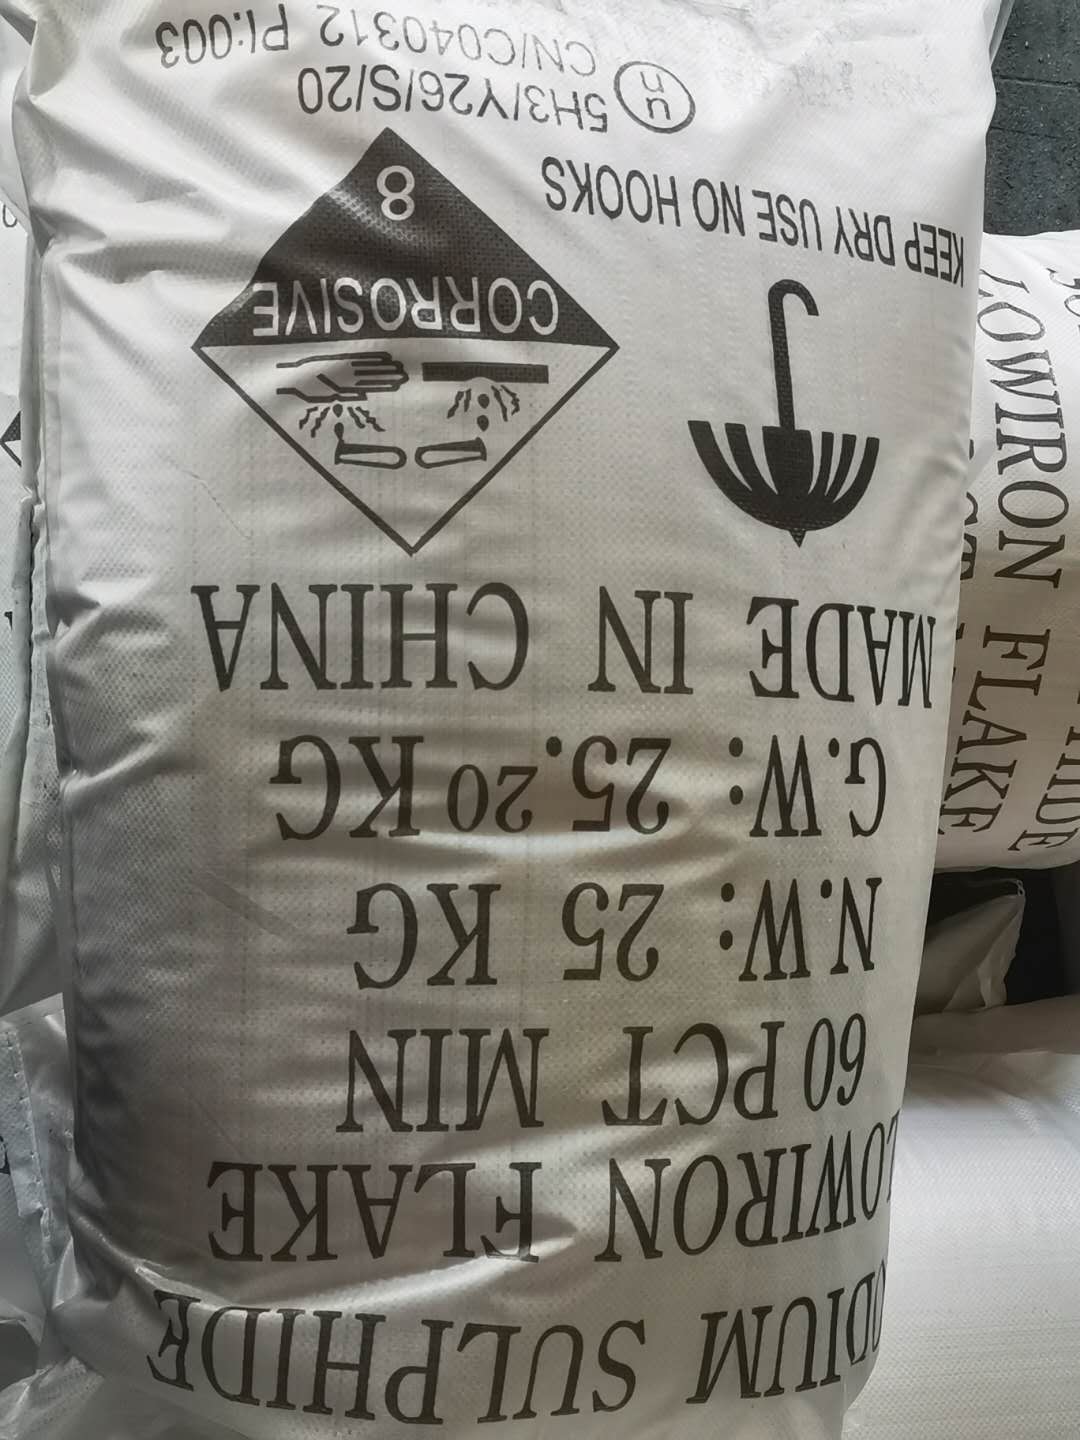 SODIUM SULPHIDE
LOWIRON FLAKE
60 PCT MIN
N.W: 25 KG
G.W: 25.20 KG
MADE IN CHINA
CORROSIVE
8
KEEP DRY USE NO HOOKS
un
5H3/Y26/S/20
CN/C040312 PI:003
LOWIRON FLAKE